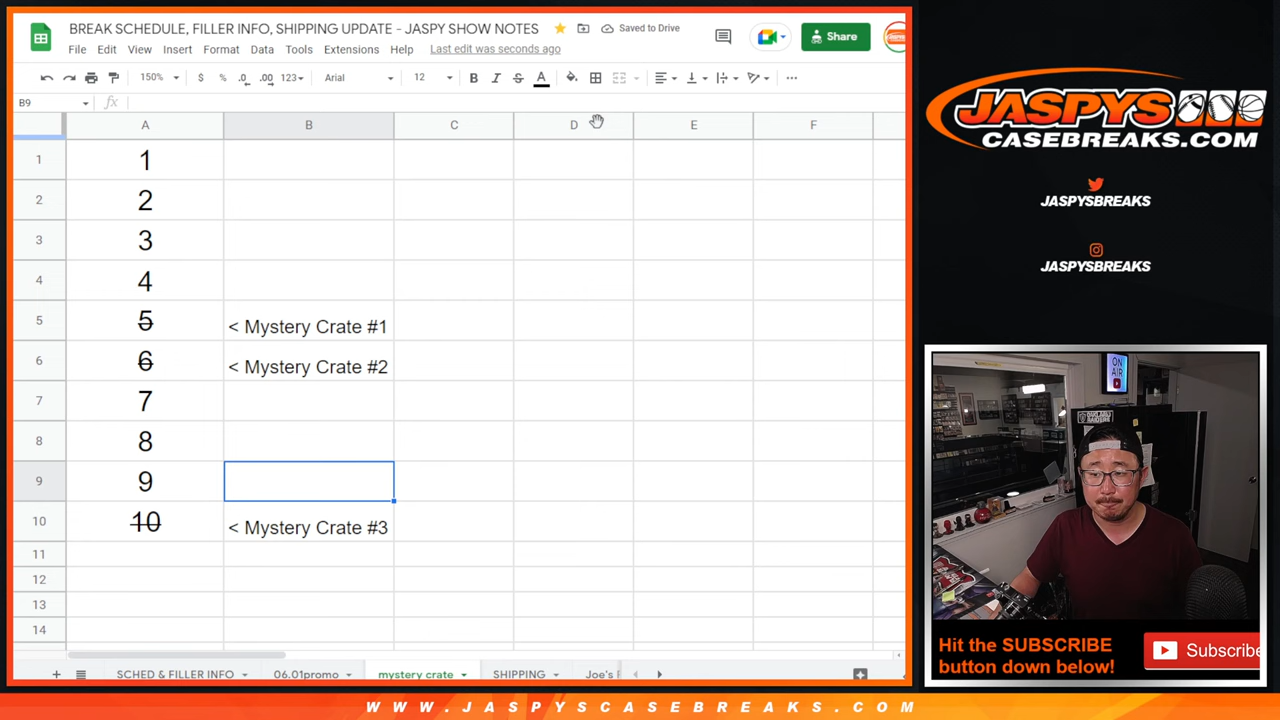 BREAK SCHEDULE, FILLER INFO, SHIPPING UPDATE - JASPY SHOW NOTES Saved to Drive
File Edit View Insert Format Data Tools Extensions Help Last edit was seconds ago
Share
150% $ % .0 .00 123 Arial 12 B I S A
B9 fx
A B C D E F
1 1
2 2
3 3
4 4
5 5 < Mystery Crate #1
6 6 < Mystery Crate #2
7 7
8 8
9 9
10 10 < Mystery Crate #3
11
12
13
14
SCHED & FILLER INFO 06.01promo mystery crate SHIPPING Joe's
JASPYS
CASEBREAKS.COM
JASPYSBREAKS
JASPYSBREAKS
ON AIR
Hit the SUBSCRIBE
button down below!
Subscribe
WWW.JASPYSCASEBREAKS.COM